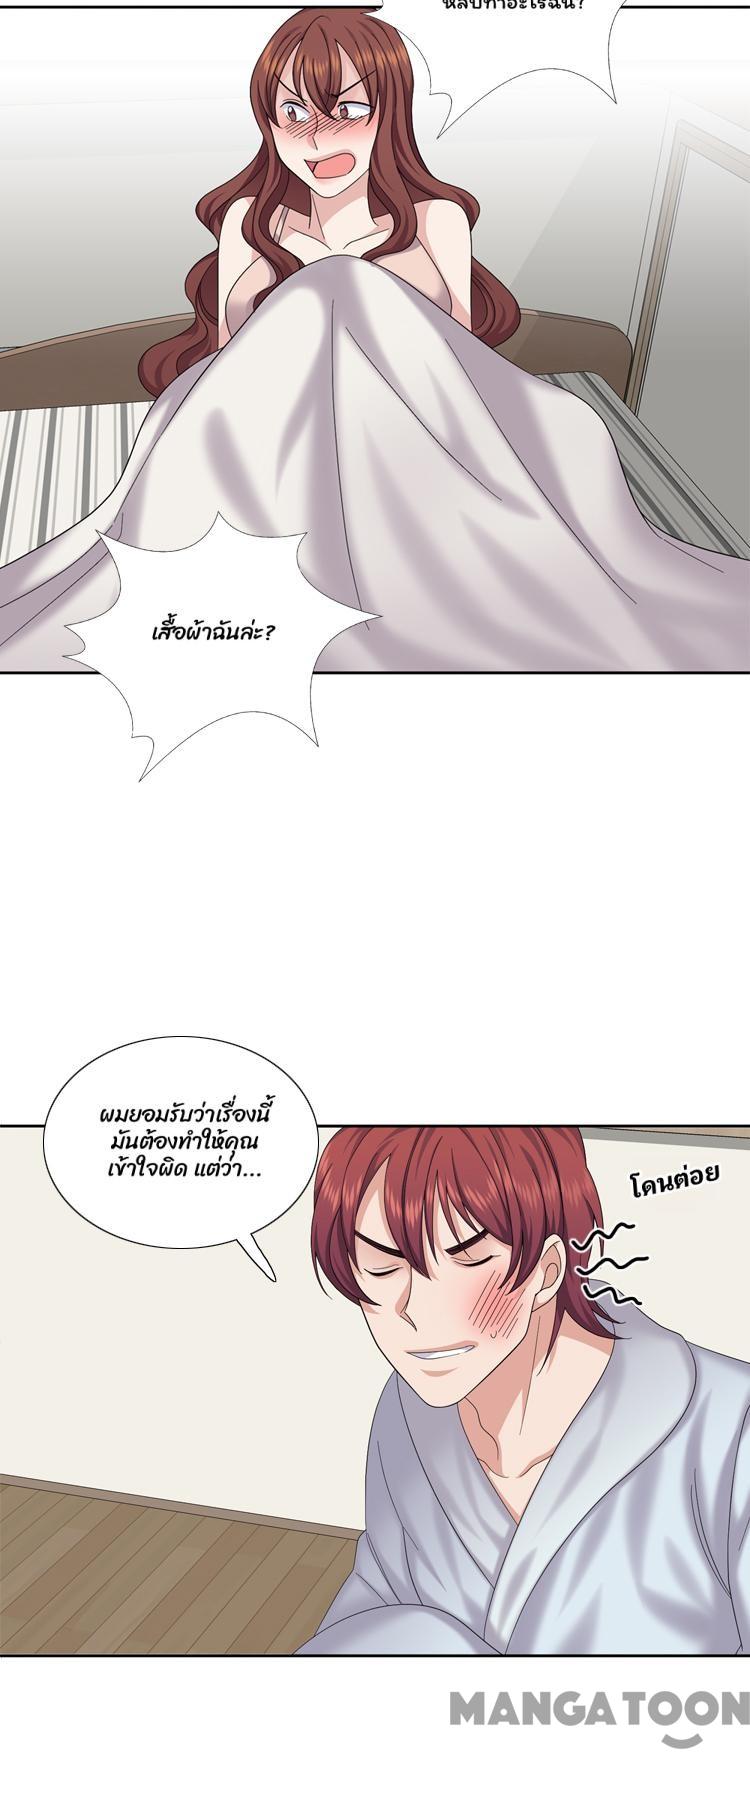 เสื้อผ้าฉันล่ะ?
ผมยอมรับว่าเรื่องนี้
มันต้องทำให้คุณ
เข้าใจผิด แต่ว่า...
โดนต่อย
MANGATOON